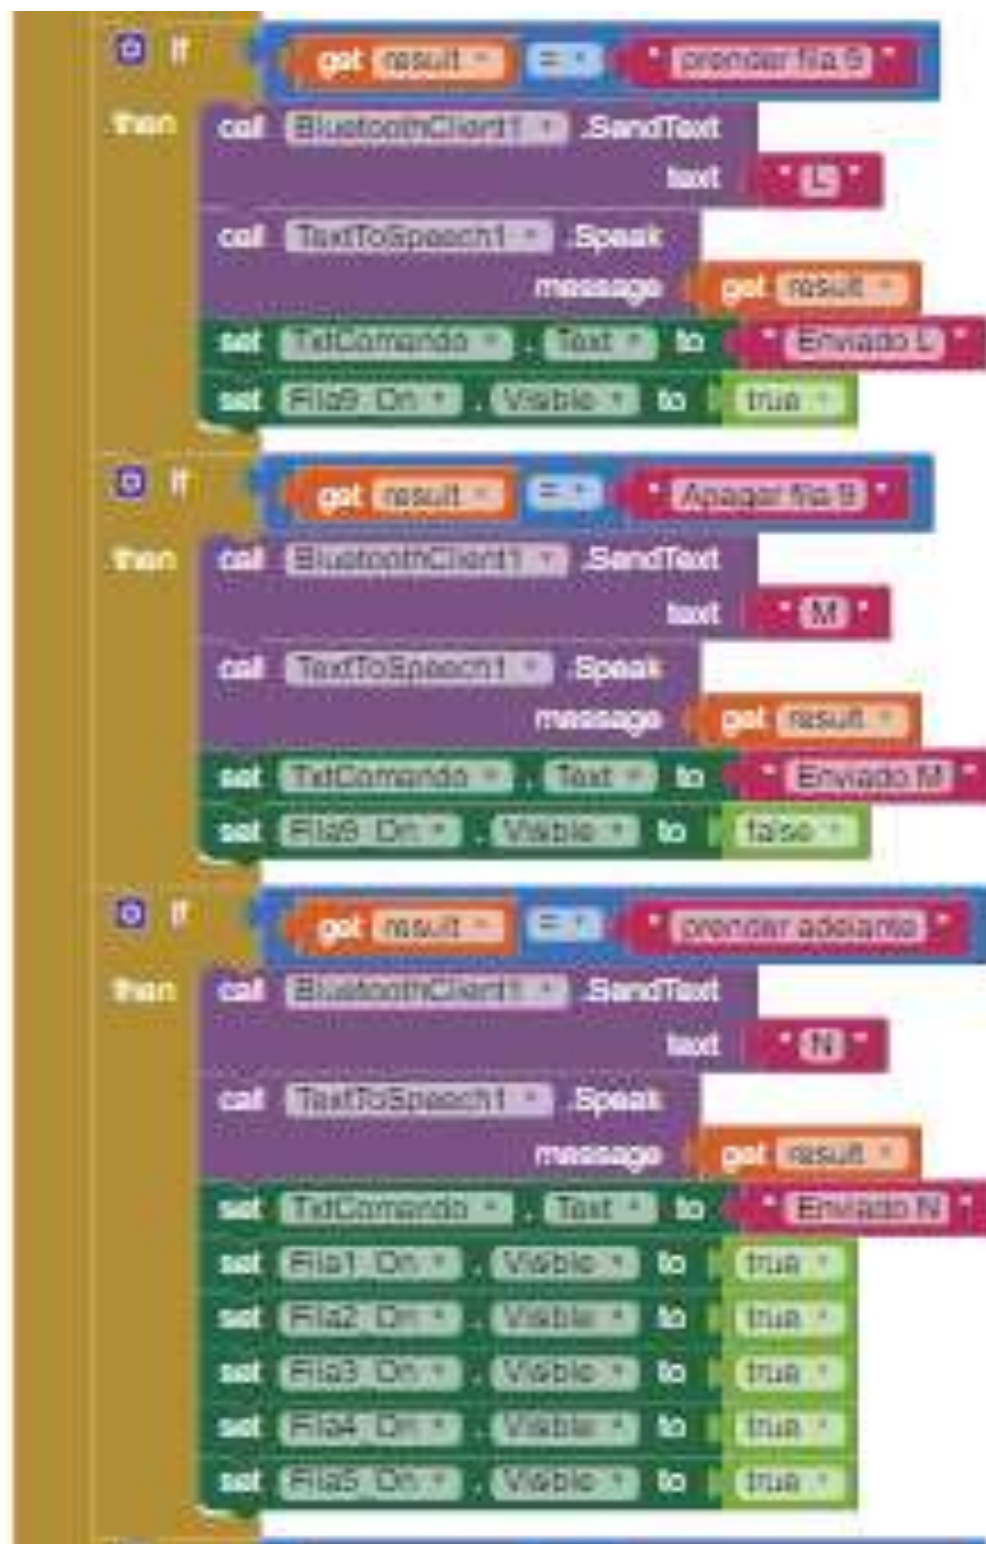 if get result = " prender fila 9 "
then call BluetoothClient1 .SendText
text " L "
call TextToSpeech1 .Speak
message get result
set TxtComando . Text to " Enviado L "
set Fila9_On . Visible to true
if get result = " Apagar fila 9 "
then call BluetoothClient1 .SendText
text " M "
call TextToSpeech1 .Speak
message get result
set TxtComando . Text to " Enviado M "
set Fila9_On . Visible to false
if get result = " prender adelante "
then call BluetoothClient1 .SendText
text " N "
call TextToSpeech1 .Speak
message get result
set TxtComando . Text to " Enviado N "
set Fila1_On . Visible to true
set Fila2_On . Visible to true
set Fila3_On . Visible to true
set Fila4_On . Visible to true
set Fila5_On . Visible to true